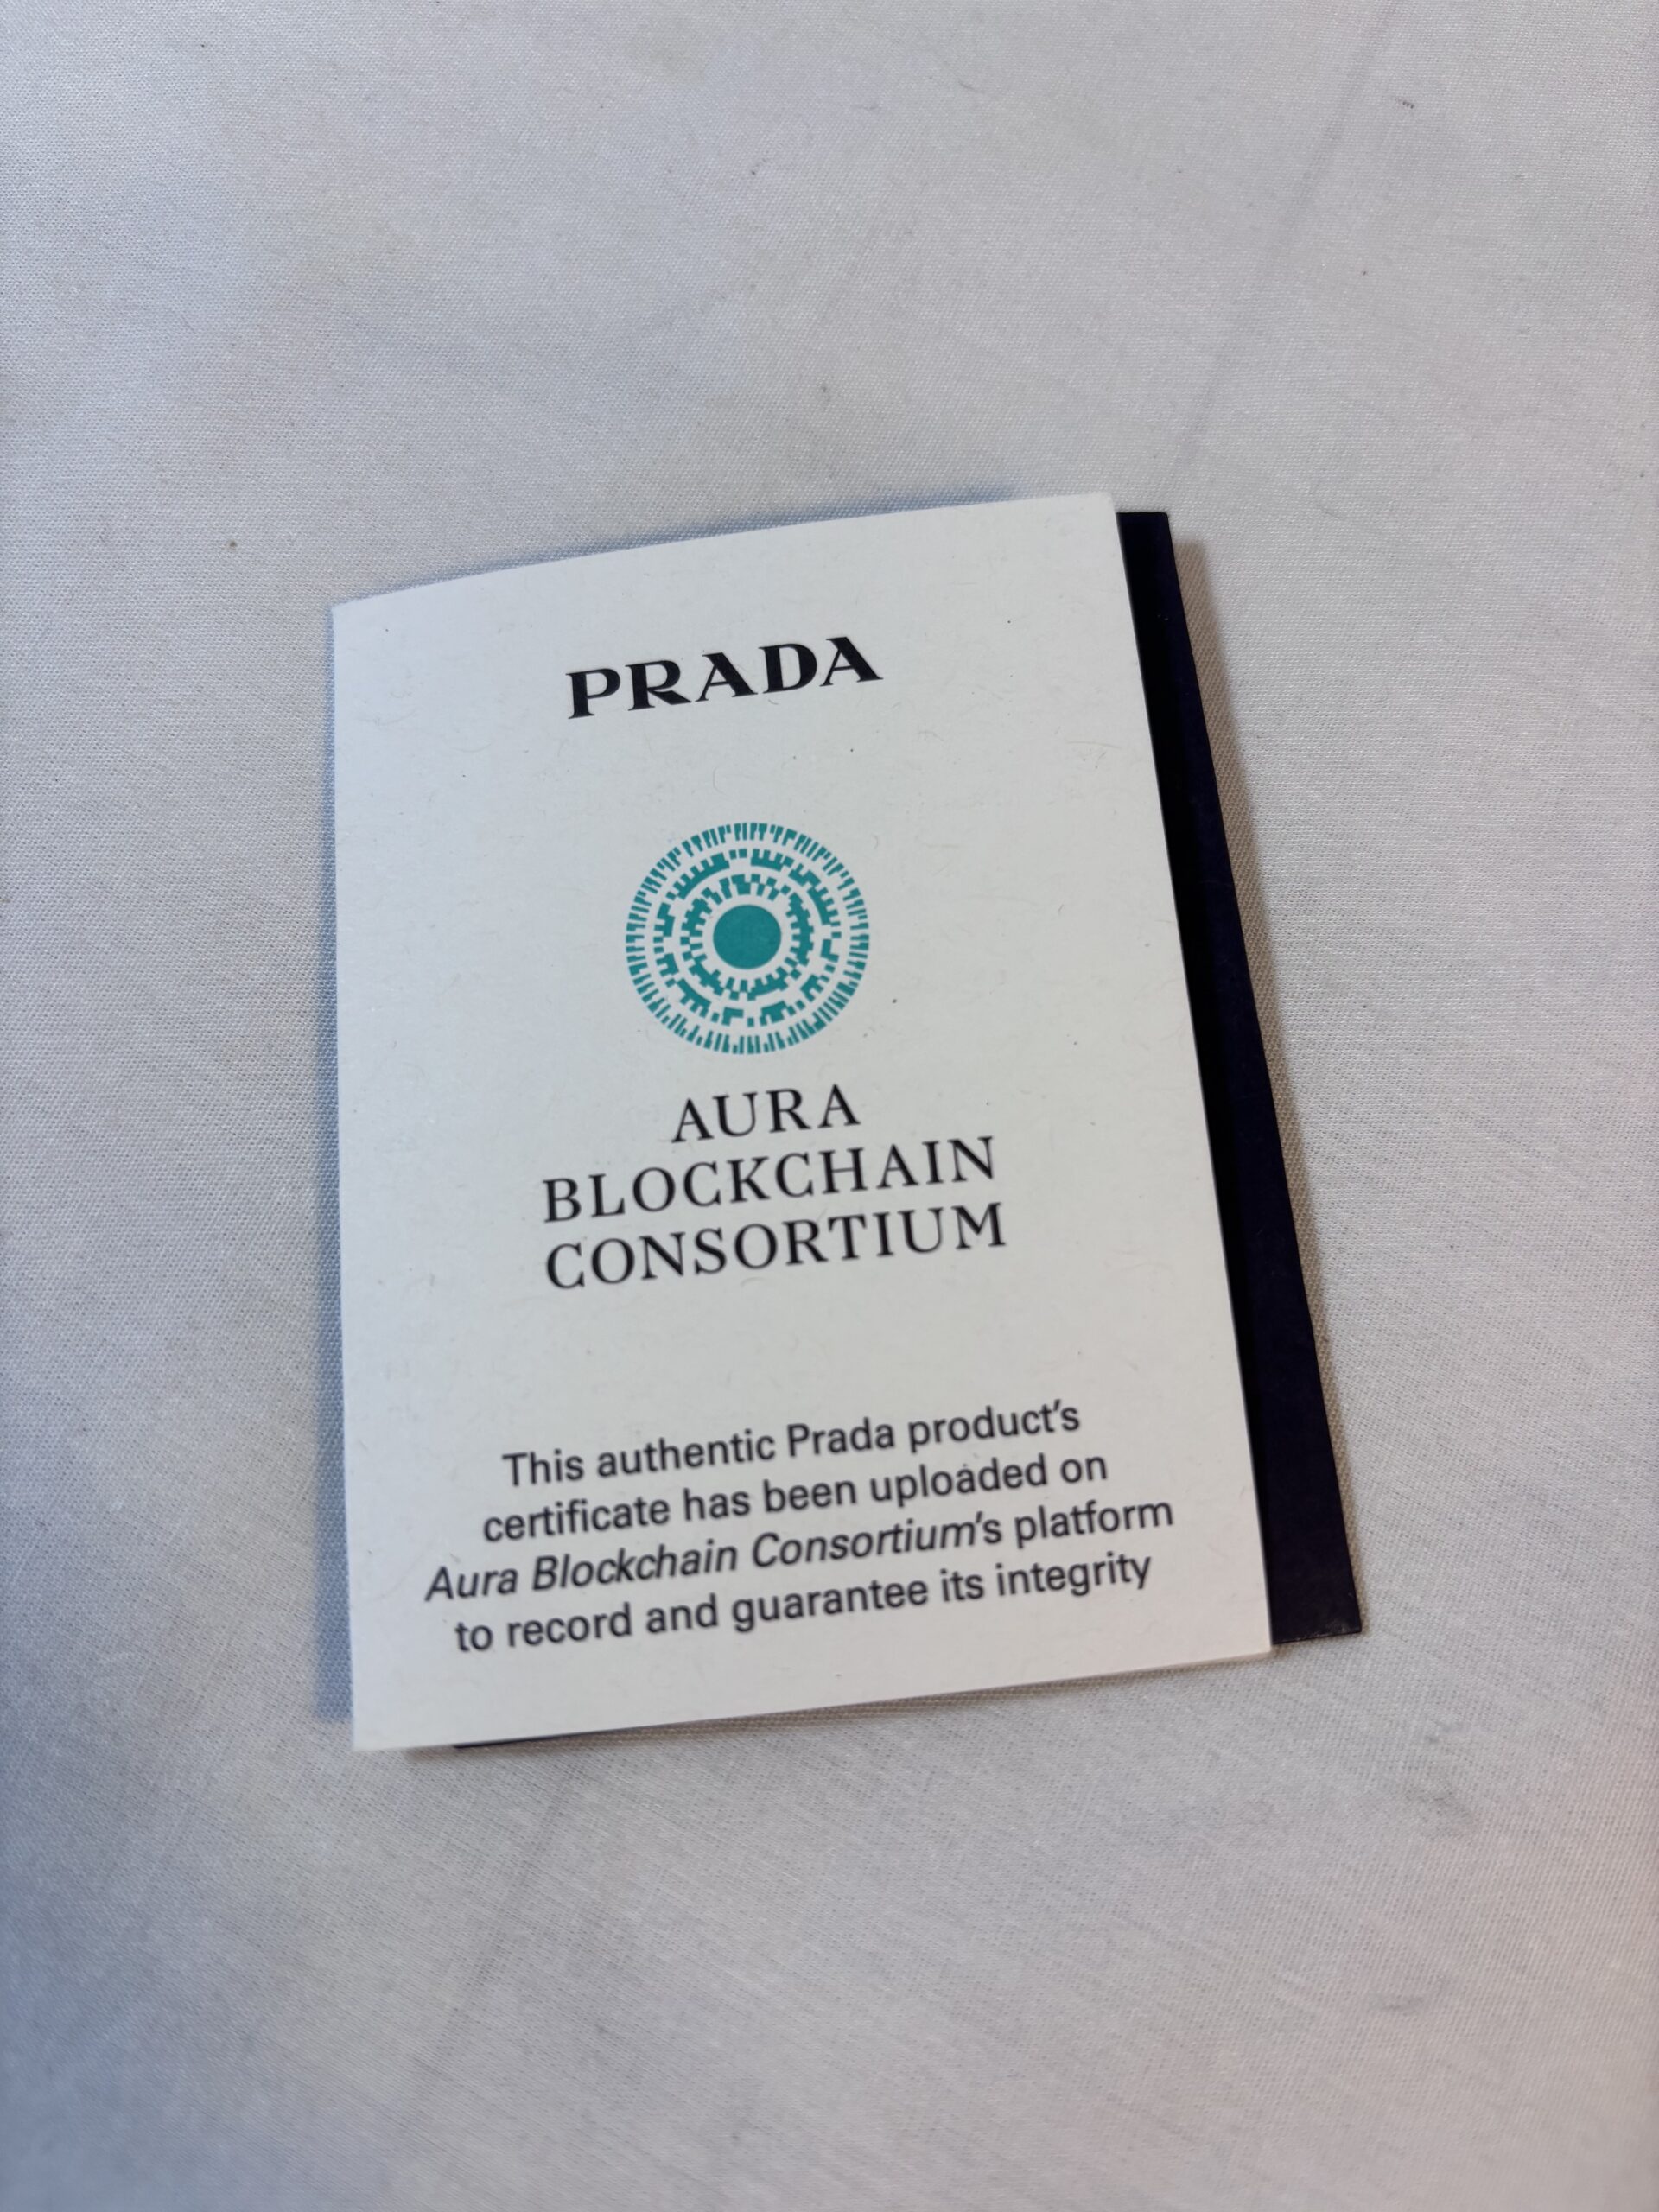 PRADA
AURA
BLOCKCHAIN
CONSORTIUM
This authentic Prada product's
certificate has been uploaded on
Aura Blockchain Consortium's platform
to record and guarantee its integrity